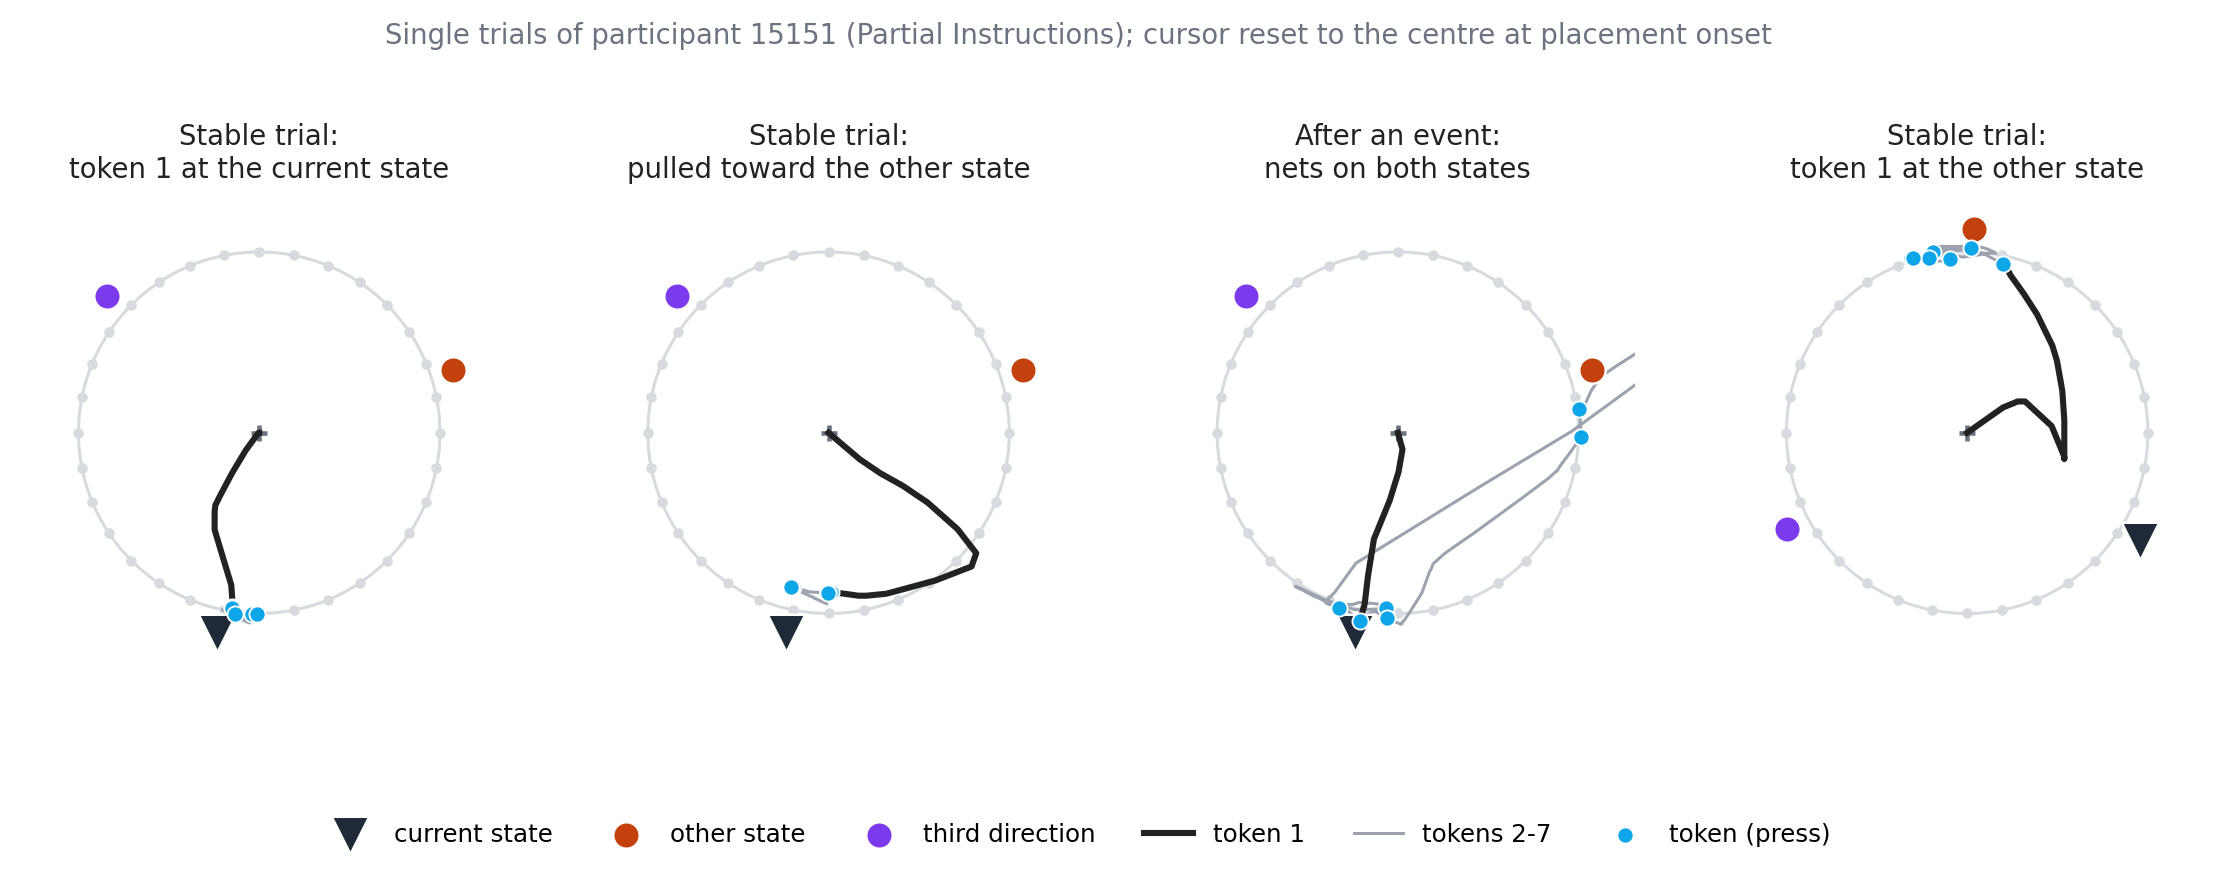 Single trials of participant 15151 (Partial Instructions); cursor reset to the centre at placement onset
Stable trial:
token 1 at the current state
Stable trial:
pulled toward the other state
After an event:
nets on both states
Stable trial:
token 1 at the other state
current state
other state
third direction
token 1
tokens 2-7
token (press)